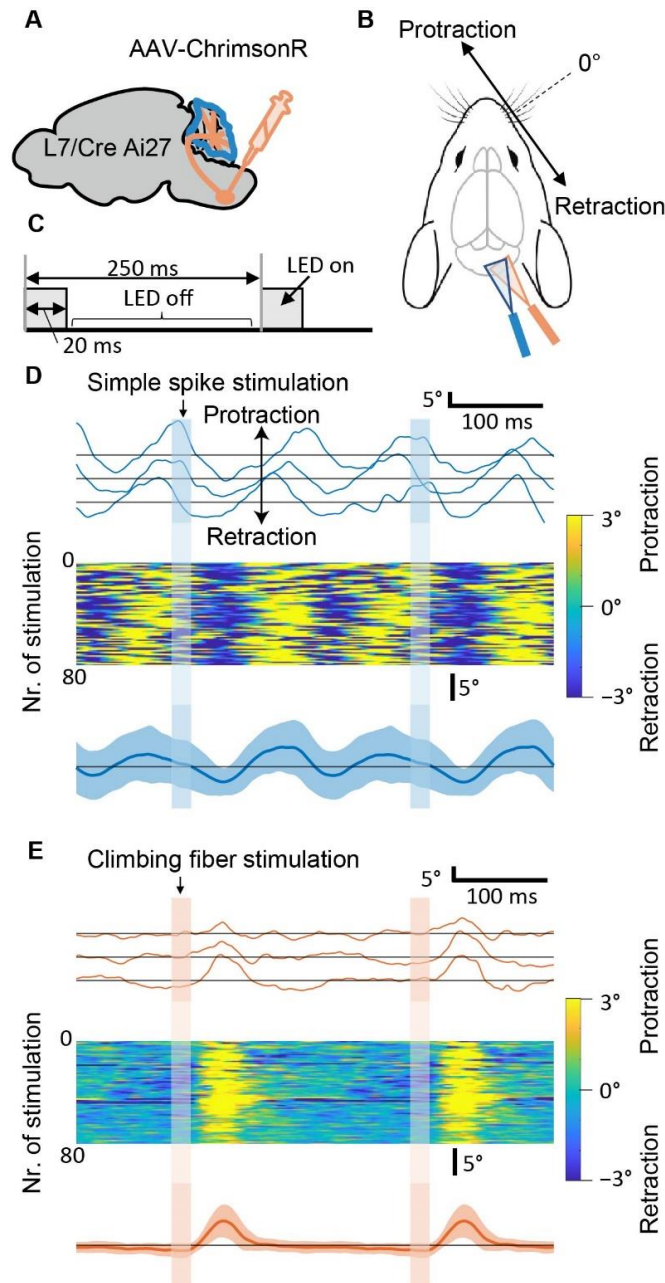 A
AAV-ChrimsonR
L7/Cre Ai27
B
Protraction
0°
Retraction
C
250 ms
LED on
LED off
20 ms
D
Simple spike stimulation
5°
100 ms
Protraction
Retraction
Nr. of stimulation
0
80
5°
3°
0°
−3°
Protraction
Retraction
E
Climbing fiber stimulation
5°
100 ms
Nr. of stimulation
0
80
5°
3°
0°
−3°
Protraction
Retraction